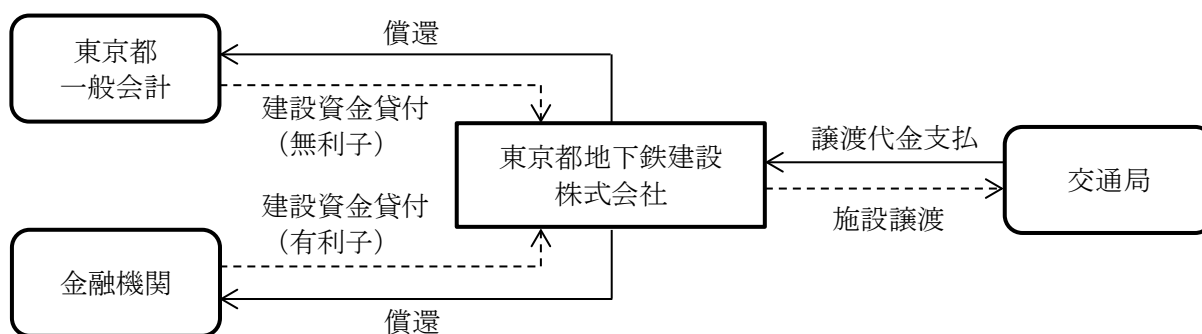 東京都
一般会計
償還
建設資金貸付
（無利子）
東京都地下鉄建設
株式会社
譲渡代金支払
施設譲渡
交通局
建設資金貸付
（有利子）
金融機関
償還